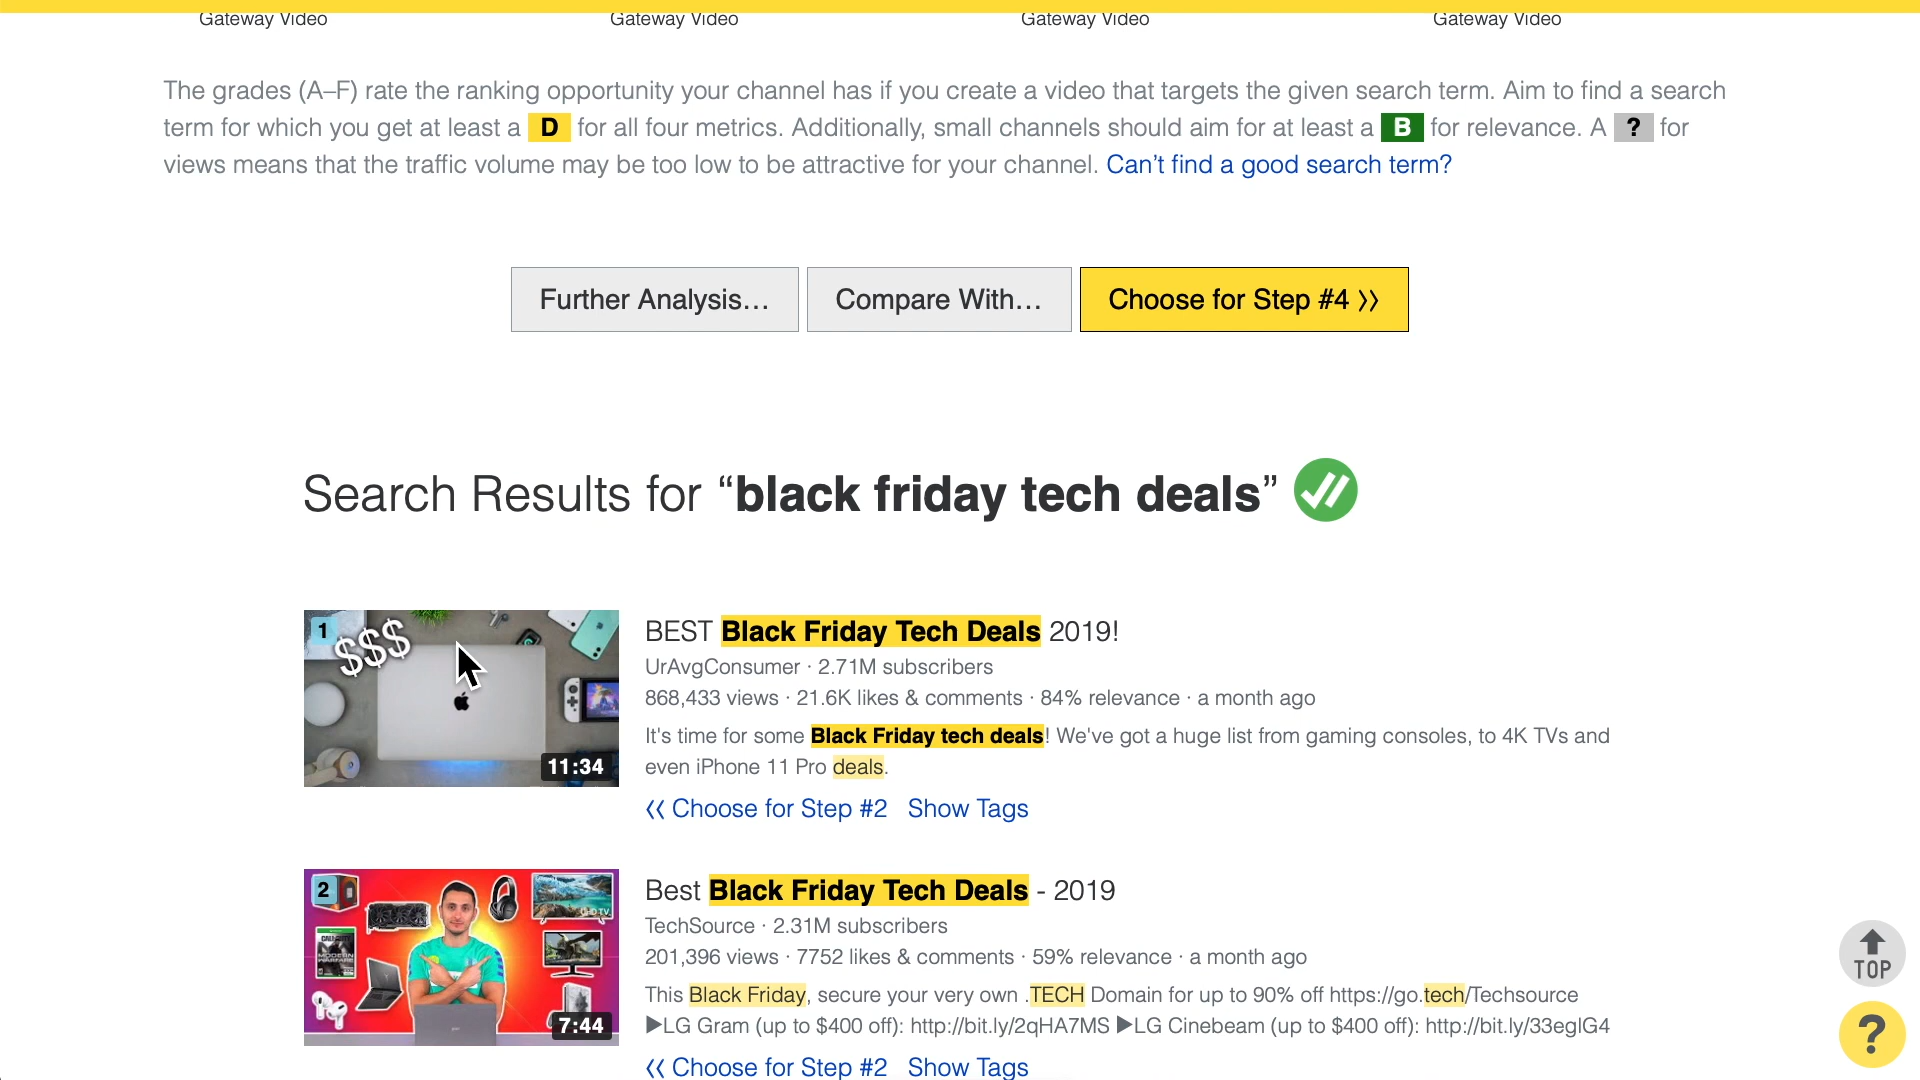 Gateway Video Gateway Video Gateway Video Gateway Video
The grades (A–F) rate the ranking opportunity your channel has if you create a video that targets the given search term. Aim to find a search
term for which you get at least a D for all four metrics. Additionally, small channels should aim for at least a B for relevance. A ? for
views means that the traffic volume may be too low to be attractive for your channel. Can’t find a good search term?
Further Analysis… Compare With… Choose for Step #4 ⟫
Search Results for “black friday tech deals”
1
$$$
11:34
BEST Black Friday Tech Deals 2019!
UrAvgConsumer · 2.71M subscribers
868,433 views · 21.6K likes & comments · 84% relevance · a month ago
It's time for some Black Friday tech deals! We've got a huge list from gaming consoles, to 4K TVs and
even iPhone 11 Pro deals.
⟪ Choose for Step #2 Show Tags
2
7:44
Best Black Friday Tech Deals - 2019
TechSource · 2.31M subscribers
201,396 views · 7752 likes & comments · 59% relevance · a month ago
This Black Friday, secure your very own .TECH Domain for up to 90% off https://go.tech/Techsource
▶LG Gram (up to $400 off): http://bit.ly/2qHA7MS ▶LG Cinebeam (up to $400 off): http://bit.ly/33eglG4
⟪ Choose for Step #2 Show Tags
TOP
?